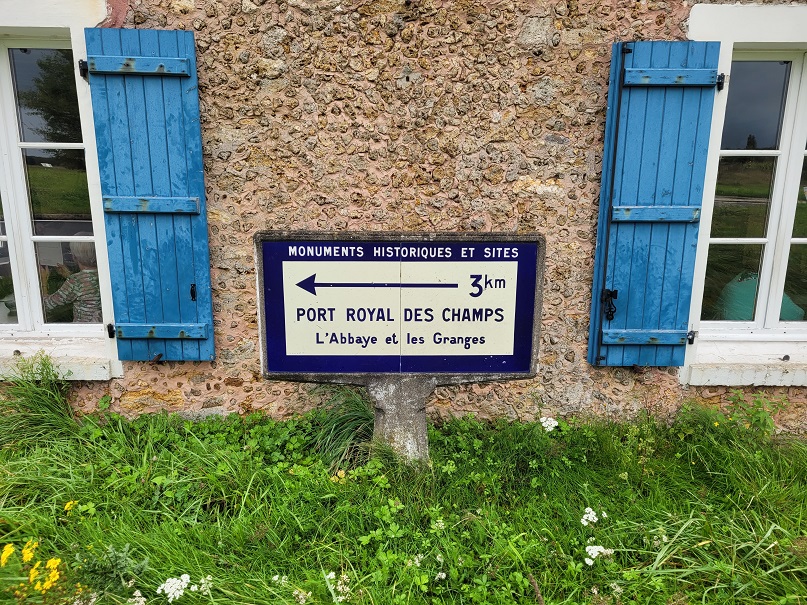 MONUMENTS HISTORIQUES ET SITES
3km
PORT ROYAL DES CHAMPS
L'Abbaye et les Granges